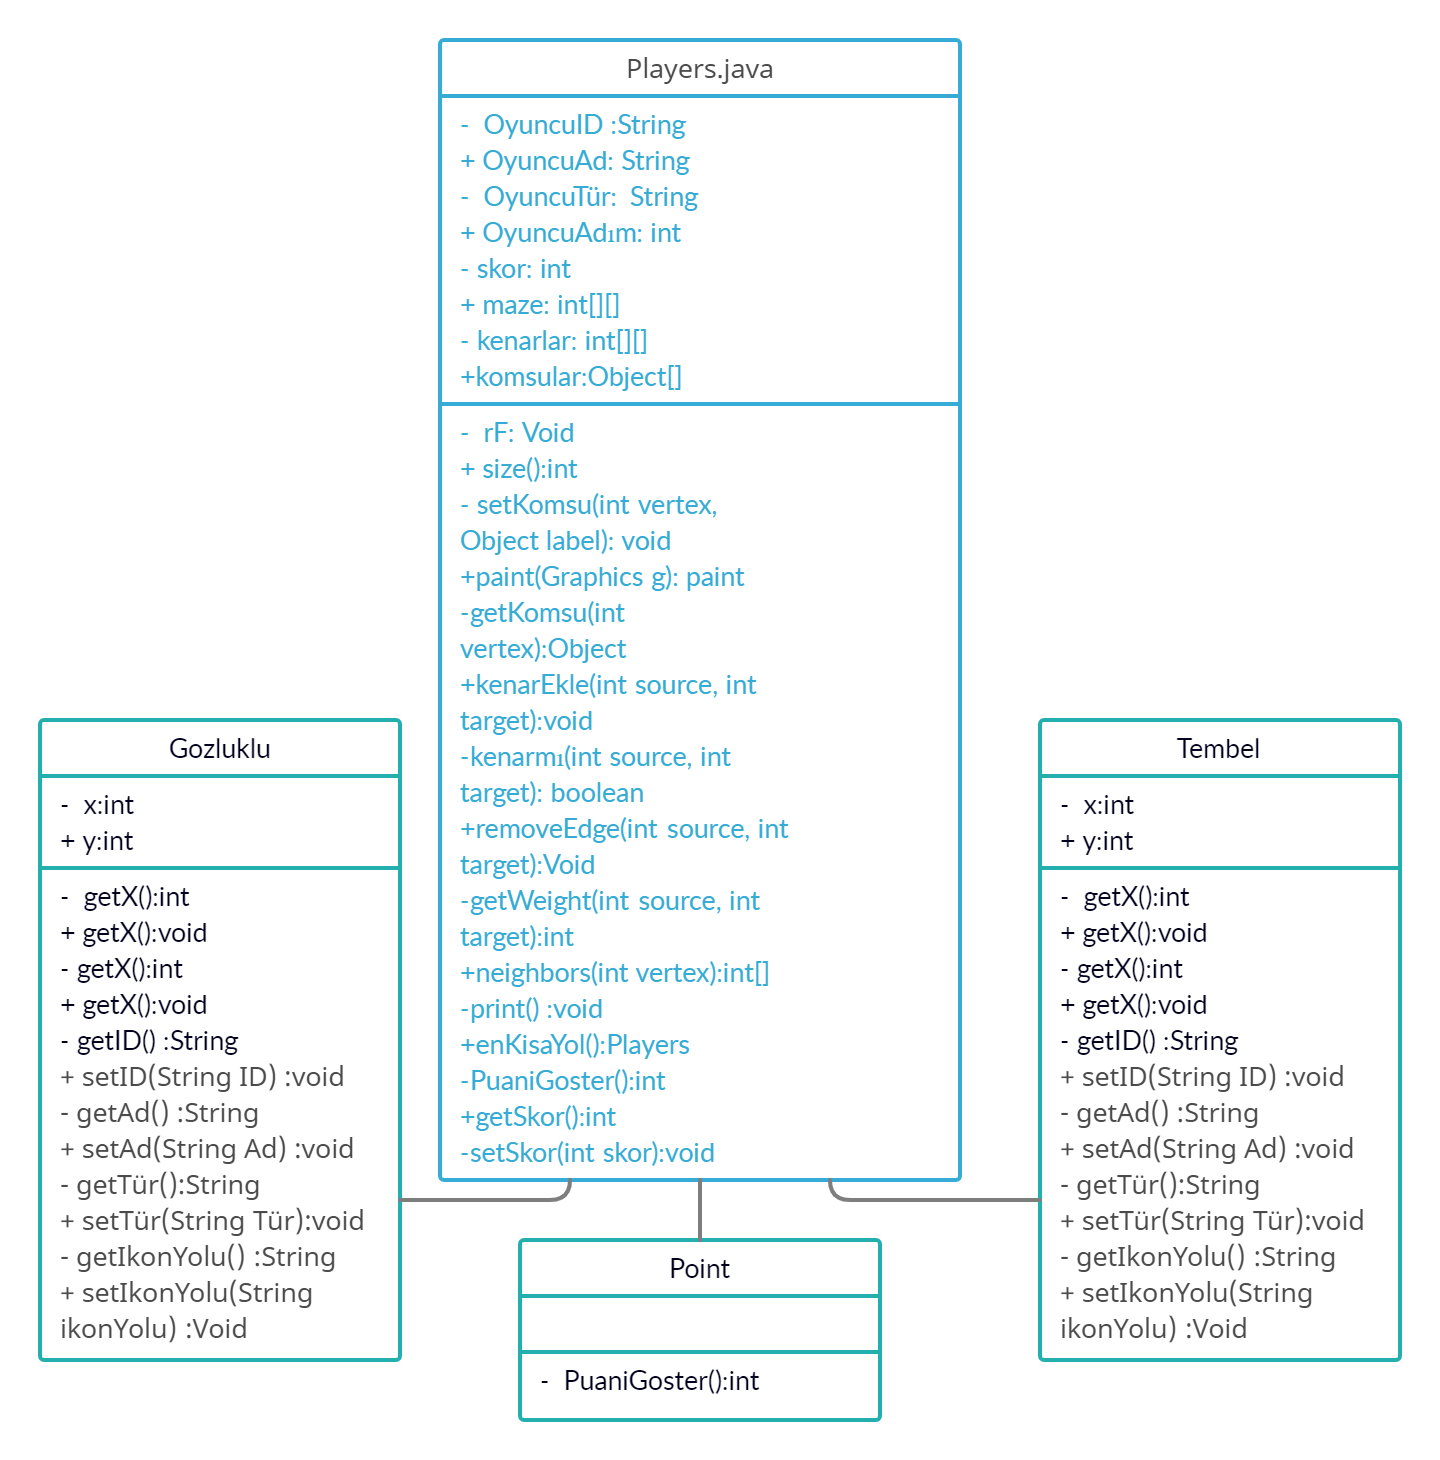 Players.java
-  OyuncuID :String
+ OyuncuAd: String
-  OyuncuTür:  String
+ OyuncuAdım: int
- skor: int
+ maze: int[][]
- kenarlar: int[][]
+komsular:Object[]
-  rF: Void
+ size():int
- setKomsu(int vertex,
Object label): void
+paint(Graphics g): paint
-getKomsu(int
vertex):Object
+kenarEkle(int source, int
target):void
-kenarmı(int source, int
target): boolean
+removeEdge(int source, int
target):Void
-getWeight(int source, int
target):int
+neighbors(int vertex):int[]
-print() :void
+enKisaYol():Players
-PuaniGoster():int
+getSkor():int
-setSkor(int skor):void
Gozluklu
-  x:int
+ y:int
-  getX():int
+ getX():void
- getX():int
+ getX():void
- getID() :String
+ setID(String ID) :void
- getAd() :String
+ setAd(String Ad) :void
- getTür():String
+ setTür(String Tür):void
- getIkonYolu() :String
+ setIkonYolu(String
ikonYolu) :Void
Tembel
-  x:int
+ y:int
-  getX():int
+ getX():void
- getX():int
+ getX():void
- getID() :String
+ setID(String ID) :void
- getAd() :String
+ setAd(String Ad) :void
- getTür():String
+ setTür(String Tür):void
- getIkonYolu() :String
+ setIkonYolu(String
ikonYolu) :Void
Point
-  PuaniGoster():int